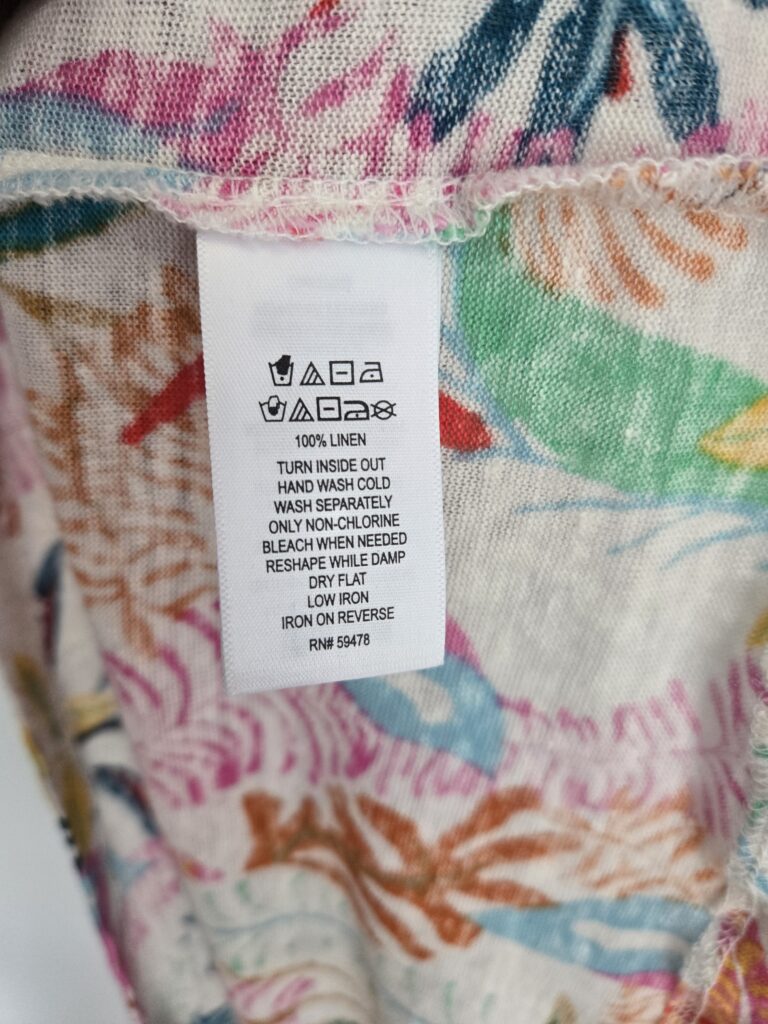 100% LINEN
TURN INSIDE OUT
HAND WASH COLD
WASH SEPARATELY
ONLY NON-CHLORINE
BLEACH WHEN NEEDED
RESHAPE WHILE DAMP
DRY FLAT
LOW IRON
IRON ON REVERSE
RN# 59478